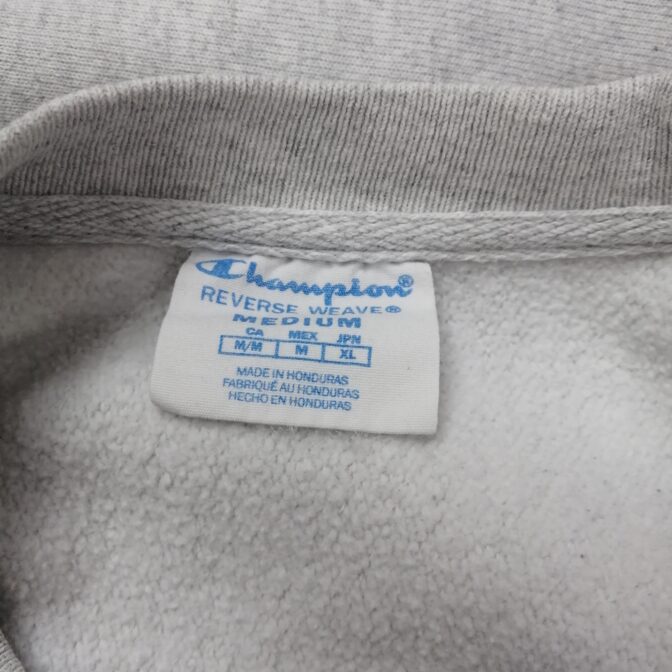 Champion®
REVERSE WEAVE®
MEDIUM
CA MEX JPN
M/M M XL
MADE IN HONDURAS
FABRIQUÉ AU HONDURAS
HECHO EN HONDURAS